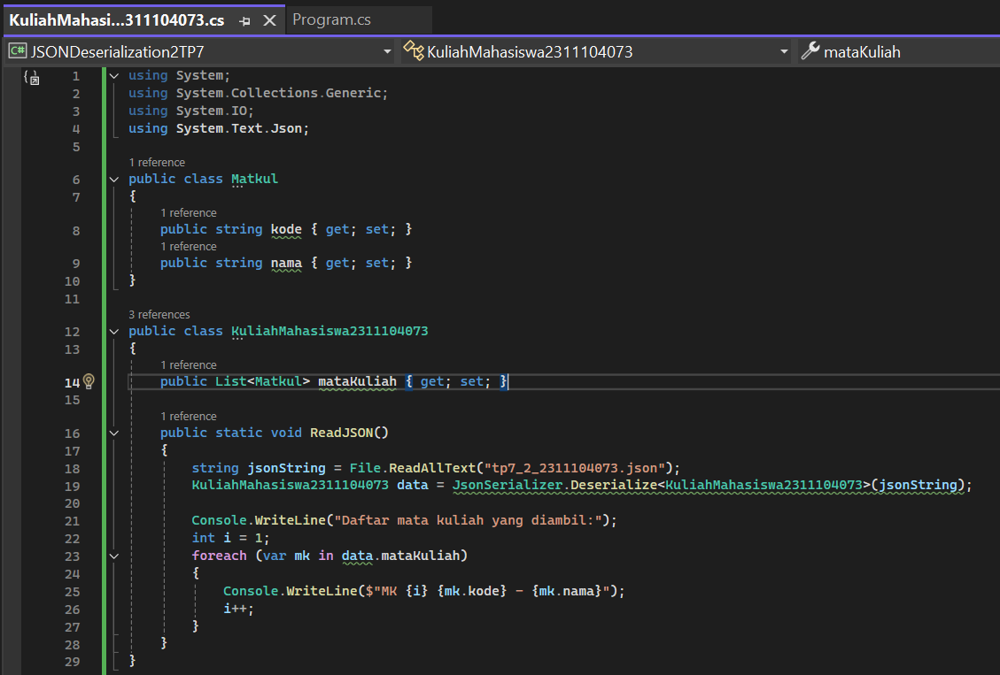 KuliahMahasi...311104073.cs Program.cs
C# JSONDeserialization2TP7 KuliahMahasiswa2311104073 mataKuliah
1 using System;
2 using System.Collections.Generic;
3 using System.IO;
4 using System.Text.Json;
5
1 reference
6 public class Matkul
7 {
1 reference
8 public string kode { get; set; }
1 reference
9 public string nama { get; set; }
10 }
11
3 references
12 public class KuliahMahasiswa2311104073
13 {
1 reference
14 public List<Matkul> mataKuliah { get; set; }
15
1 reference
16 public static void ReadJSON()
17 {
18 string jsonString = File.ReadAllText("tp7_2_2311104073.json");
19 KuliahMahasiswa2311104073 data = JsonSerializer.Deserialize<KuliahMahasiswa2311104073>(jsonString);
20
21 Console.WriteLine("Daftar mata kuliah yang diambil:");
22 int i = 1;
23 foreach (var mk in data.mataKuliah)
24 {
25 Console.WriteLine($"MK {i} {mk.kode} - {mk.nama}");
26 i++;
27 }
28 }
29 }